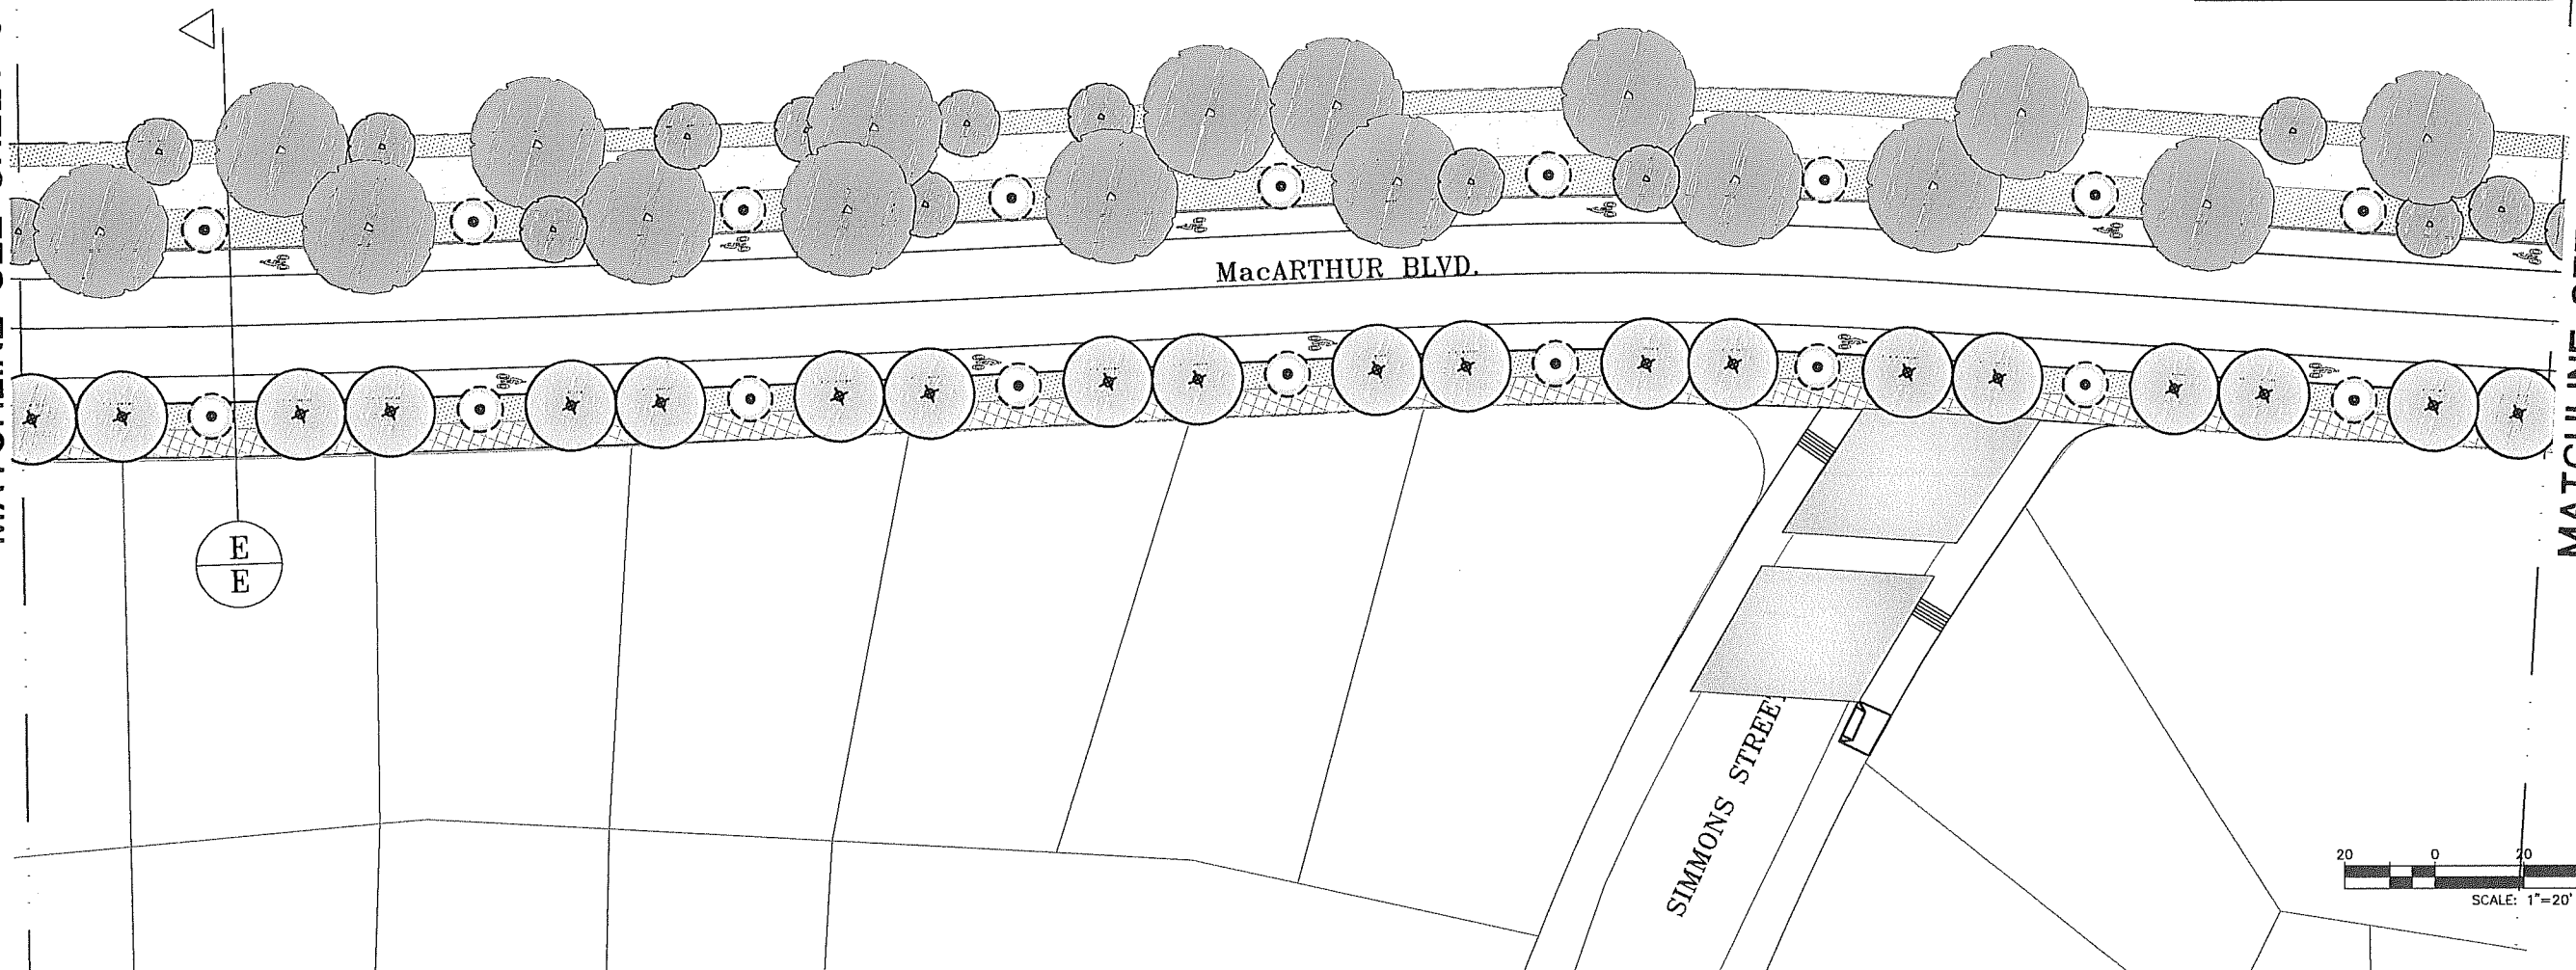 MacARTHUR BLVD.
E
E
SIMMONS STREET
20 0 20
SCALE: 1"=20'